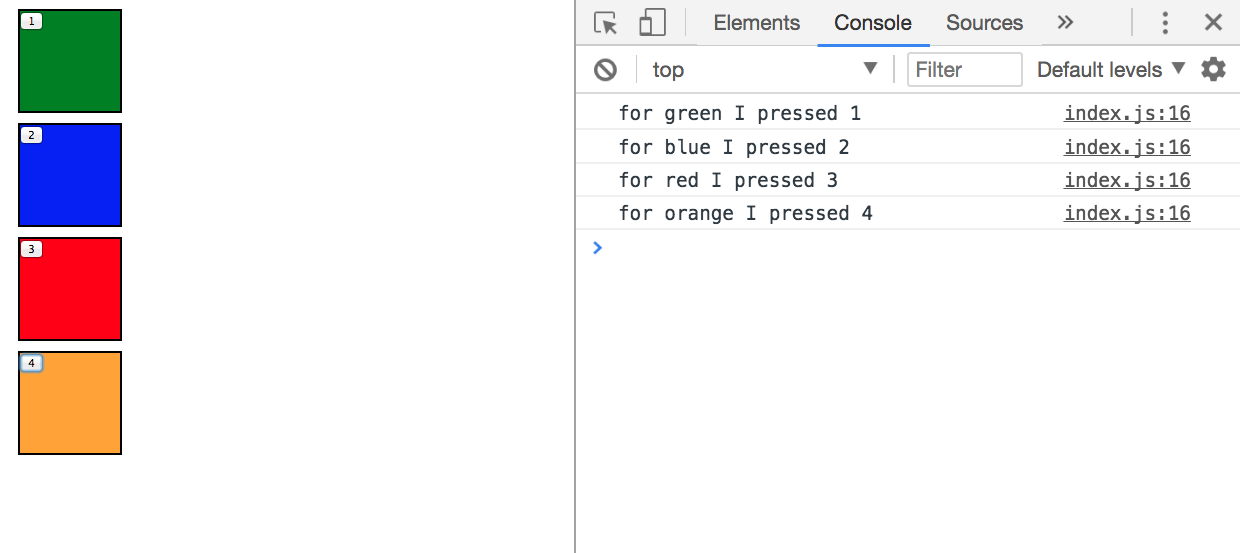 1
2
3
4
Elements Console Sources
top Filter Default levels
for green I pressed 1 index.js:16
for blue I pressed 2 index.js:16
for red I pressed 3 index.js:16
for orange I pressed 4 index.js:16